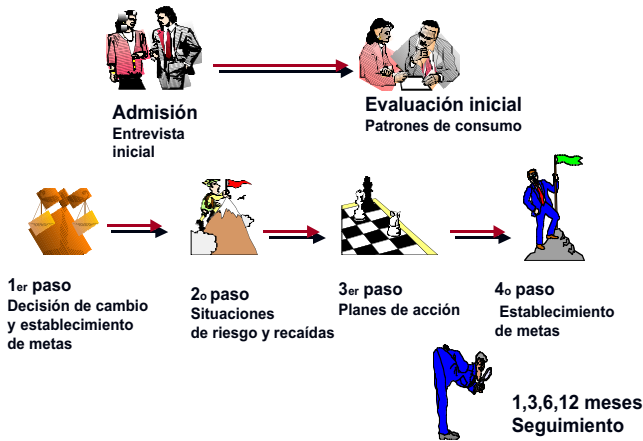 Admisión
Entrevista
inicial
Evaluación inicial
Patrones de consumo
1er paso
Decisión de cambio
y establecimiento
de metas
2o paso
Situaciones
de riesgo y recaídas
3er paso
Planes de acción
4o paso
Establecimiento
de metas
1,3,6,12 meses
Seguimiento